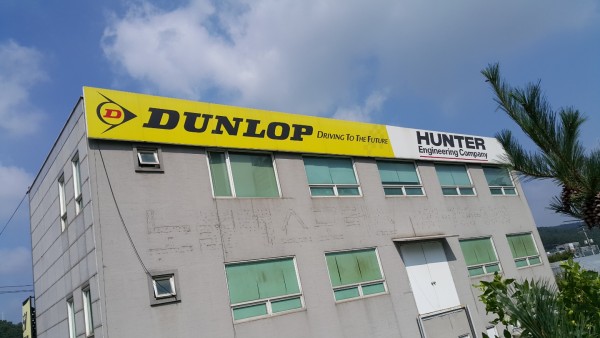 D DUNLOP DRIVING TO THE FUTURE
HUNTER
Engineering Company